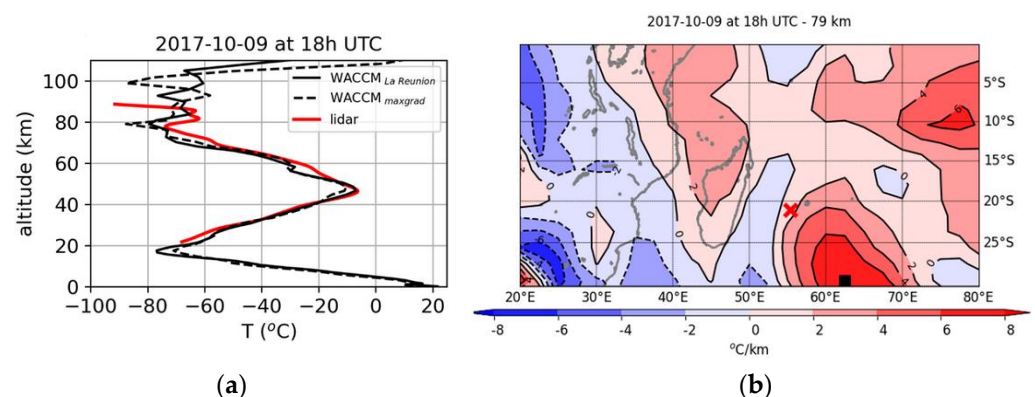 2017-10-09 at 18h UTC
WACCM La Reunion
WACCM maxgrad
lidar
altitude (km)
100
80
60
40
20
0
−100 −80 −60 −40 −20 0 20
T (°C)
(a)
2017-10-09 at 18h UTC - 79 km
5°S
10°S
15°S
20°S
25°S
20°E 30°E 40°E 50°E 60°E 70°E 80°E
-8 -6 -4 -2 0 2 4 6 8
°C/km
(b)